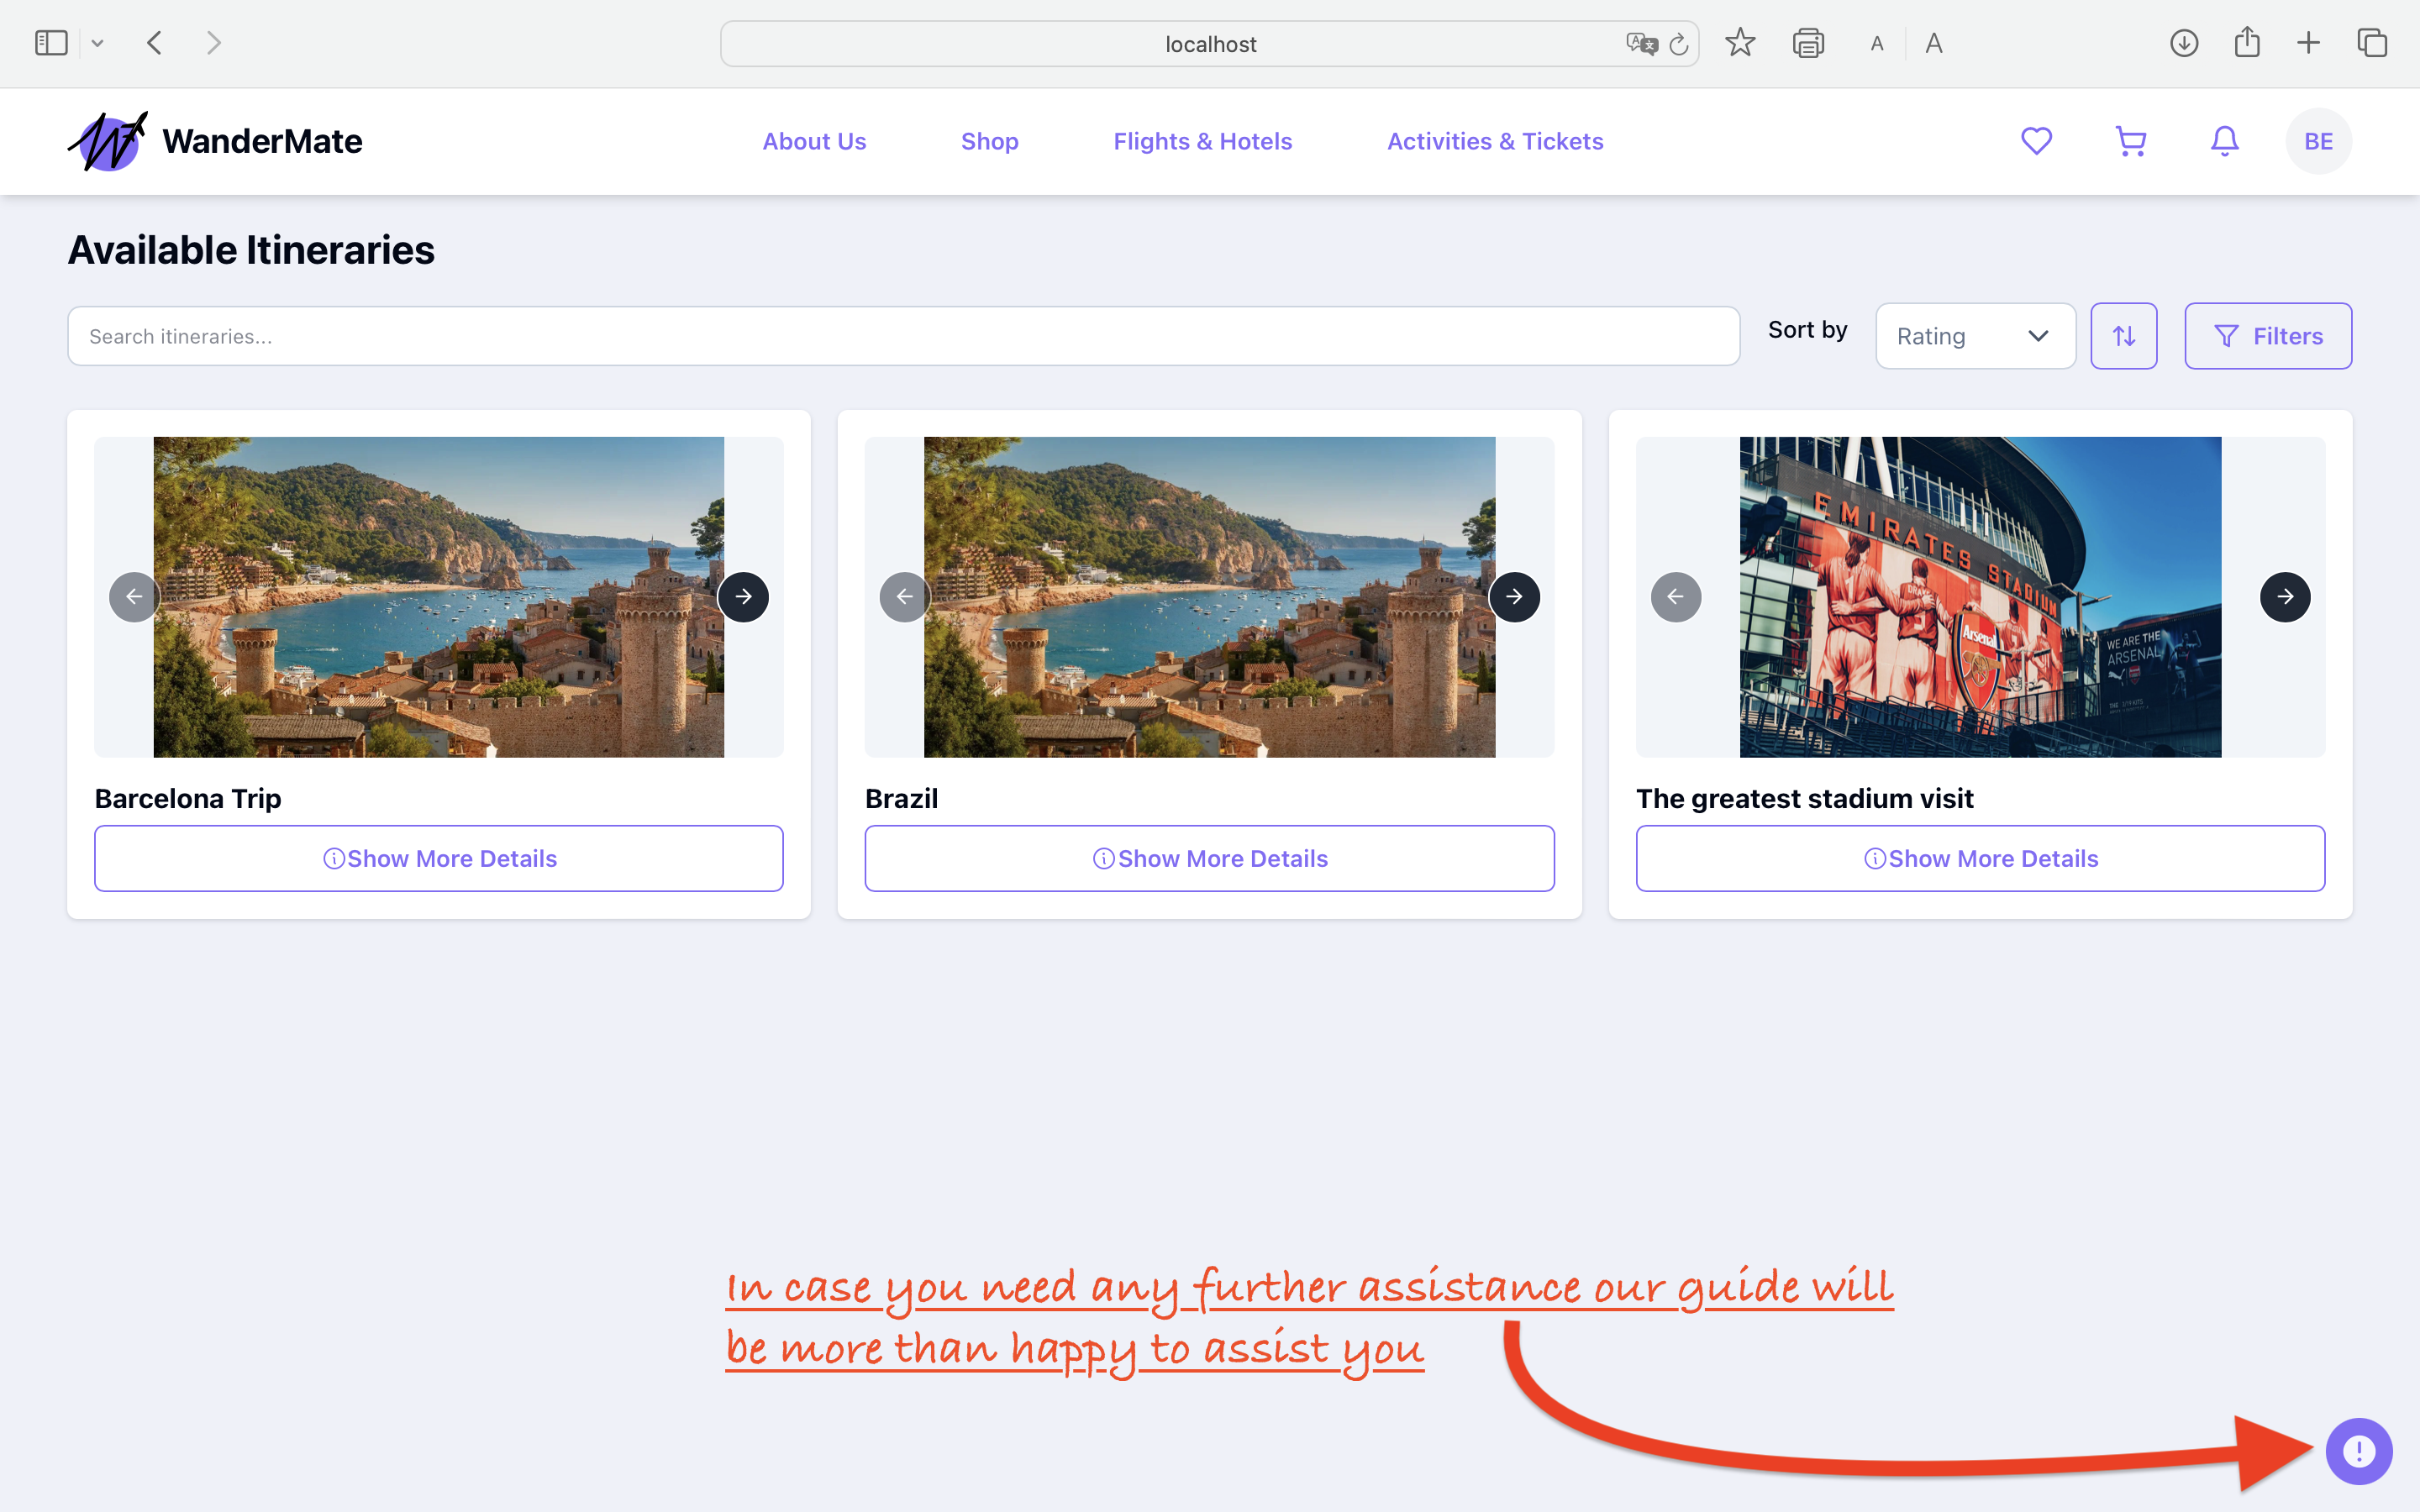 localhost
A
A
WanderMate
About Us
Shop
Flights & Hotels
Activities & Tickets
BE
Available Itineraries
Search itineraries...
Sort by
Rating
Filters
EMIRATES STADIUM
DRAKE
Arsenal
WE ARE THE
ARSENAL
Barcelona Trip
Brazil
The greatest stadium visit
Show More Details
Show More Details
Show More Details
In case you need any further assistance our guide will
be more than happy to assist you